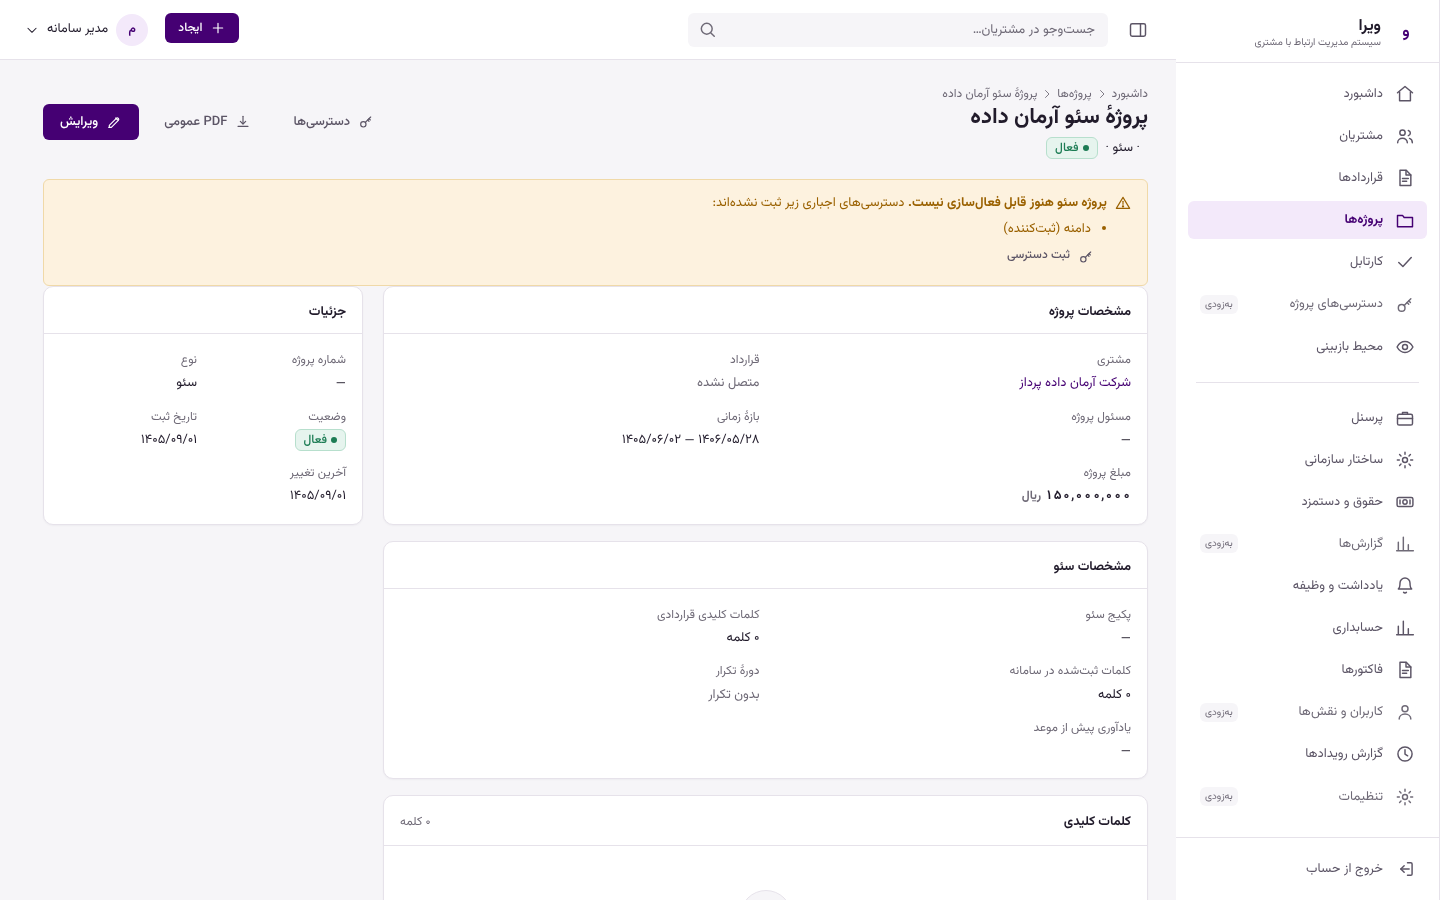 و
ویرا
سیستم مدیریت ارتباط با مشتری
جست‌وجو در مشتریان...
ایجاد
م
مدیر سامانه
داشبورد
مشتریان
قراردادها
پروژه‌ها
کارتابل
دسترسی‌های پروژه
به‌زودی
محیط بازبینی
پرسنل
ساختار سازمانی
حقوق و دستمزد
گزارش‌ها
به‌زودی
یادداشت و وظیفه
حسابداری
فاکتورها
کاربران و نقش‌ها
به‌زودی
گزارش رویدادها
تنظیمات
به‌زودی
خروج از حساب
داشبورد > پروژه‌ها > پروژهٔ سئو آرمان داده
پروژهٔ سئو آرمان داده
· سئو · فعال
دسترسی‌ها
PDF عمومی
ویرایش
پروژه سئو هنوز قابل فعال‌سازی نیست. دسترسی‌های اجباری زیر ثبت نشده‌اند:
• دامنه (ثبت‌کننده)
ثبت دسترسی
مشخصات پروژه
مشتری
شرکت آرمان داده پرداز
قرارداد
متصل نشده
مسئول پروژه
—
بازهٔ زمانی
۱۴۰۵/۰۶/۰۲ — ۱۴۰۶/۰۵/۲۸
مبلغ پروژه
۱۵۰,۰۰۰,۰۰۰ ریال
جزئیات
شماره پروژه
—
نوع
سئو
وضعیت
فعال
تاریخ ثبت
۱۴۰۵/۰۹/۰۱
آخرین تغییر
۱۴۰۵/۰۹/۰۱
مشخصات سئو
پکیج سئو
—
کلمات کلیدی قراردادی
۰ کلمه
کلمات ثبت‌شده در سامانه
۰ کلمه
دورهٔ تکرار
بدون تکرار
یادآوری پیش از موعد
—
کلمات کلیدی
۰ کلمه